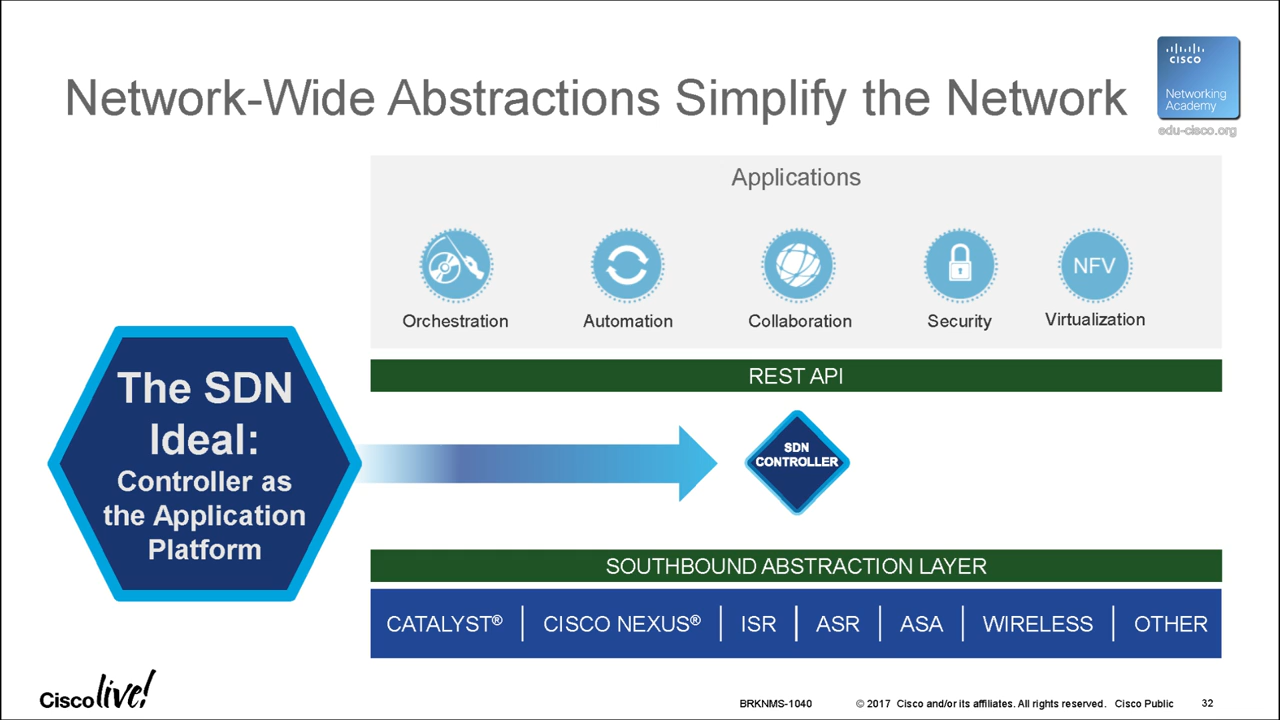 Network-Wide Abstractions Simplify the Network
CISCO
Networking
Academy
edu-cisco.org
Applications
NFV
Orchestration
Automation
Collaboration
Security
Virtualization
REST API
The SDN
Ideal:
Controller as
the Application
Platform
SDN
CONTROLLER
SOUTHBOUND ABSTRACTION LAYER
CATALYST® | CISCO NEXUS® | ISR | ASR | ASA | WIRELESS | OTHER
Cisco live!
BRKNMS-1040 © 2017 Cisco and/or its affiliates. All rights reserved. Cisco Public 32